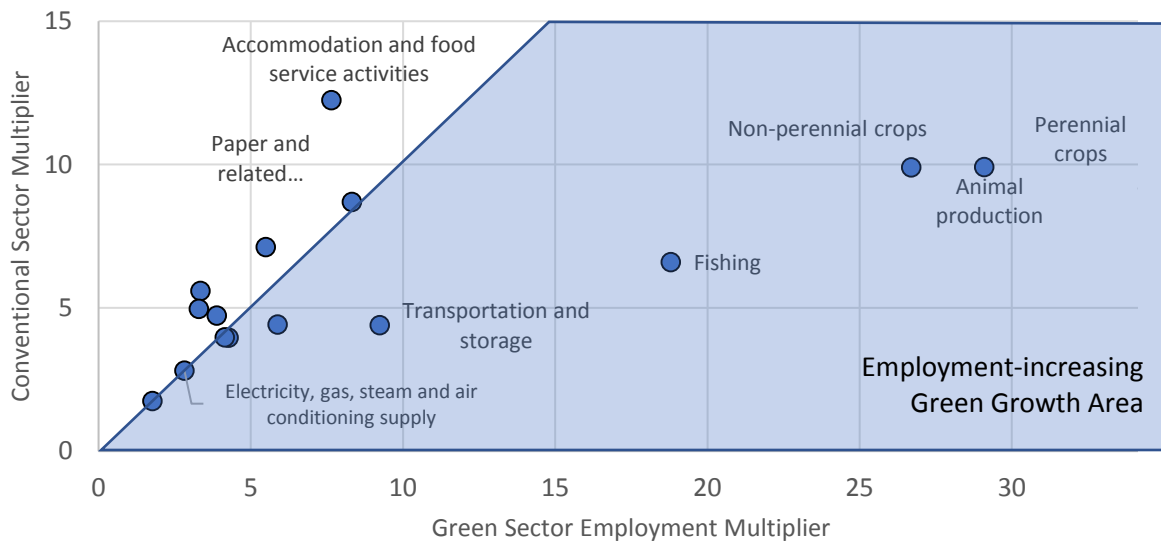 15
10
5
0
Conventional Sector Multiplier
Accommodation and food
service activities
Paper and
related...
Non-perennial crops
Perennial
crops
Animal
production
Fishing
Transportation and
storage
Electricity, gas, steam and air
conditioning supply
Employment-increasing
Green Growth Area
0 5 10 15 20 25 30
Green Sector Employment Multiplier